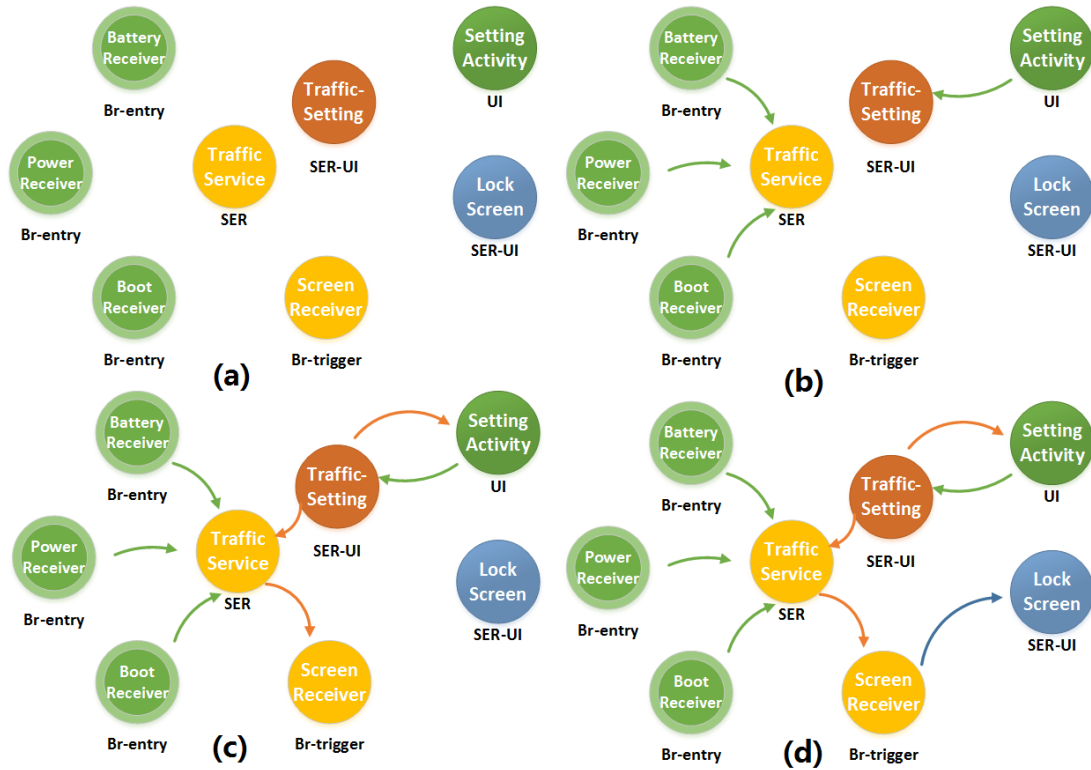 Battery
Receiver
Br-entry
Setting
Activity
UI
Traffic-
Setting
SER-UI
Traffic
Service
SER
Power
Receiver
Br-entry
Lock
Screen
SER-UI
Boot
Receiver
Br-entry
Screen
Receiver
Br-trigger
(a)
Battery
Receiver
Br-entry
Setting
Activity
UI
Traffic-
Setting
SER-UI
Traffic
Service
SER
Power
Receiver
Br-entry
Lock
Screen
SER-UI
Boot
Receiver
Br-entry
Screen
Receiver
Br-trigger
(b)
Battery
Receiver
Br-entry
Setting
Activity
UI
Traffic-
Setting
SER-UI
Traffic
Service
SER
Power
Receiver
Br-entry
Lock
Screen
SER-UI
Boot
Receiver
Br-entry
Screen
Receiver
Br-trigger
(c)
Battery
Receiver
Br-entry
Setting
Activity
UI
Traffic-
Setting
SER-UI
Traffic
Service
SER
Power
Receiver
Br-entry
Lock
Screen
SER-UI
Boot
Receiver
Br-entry
Screen
Receiver
Br-trigger
(d)